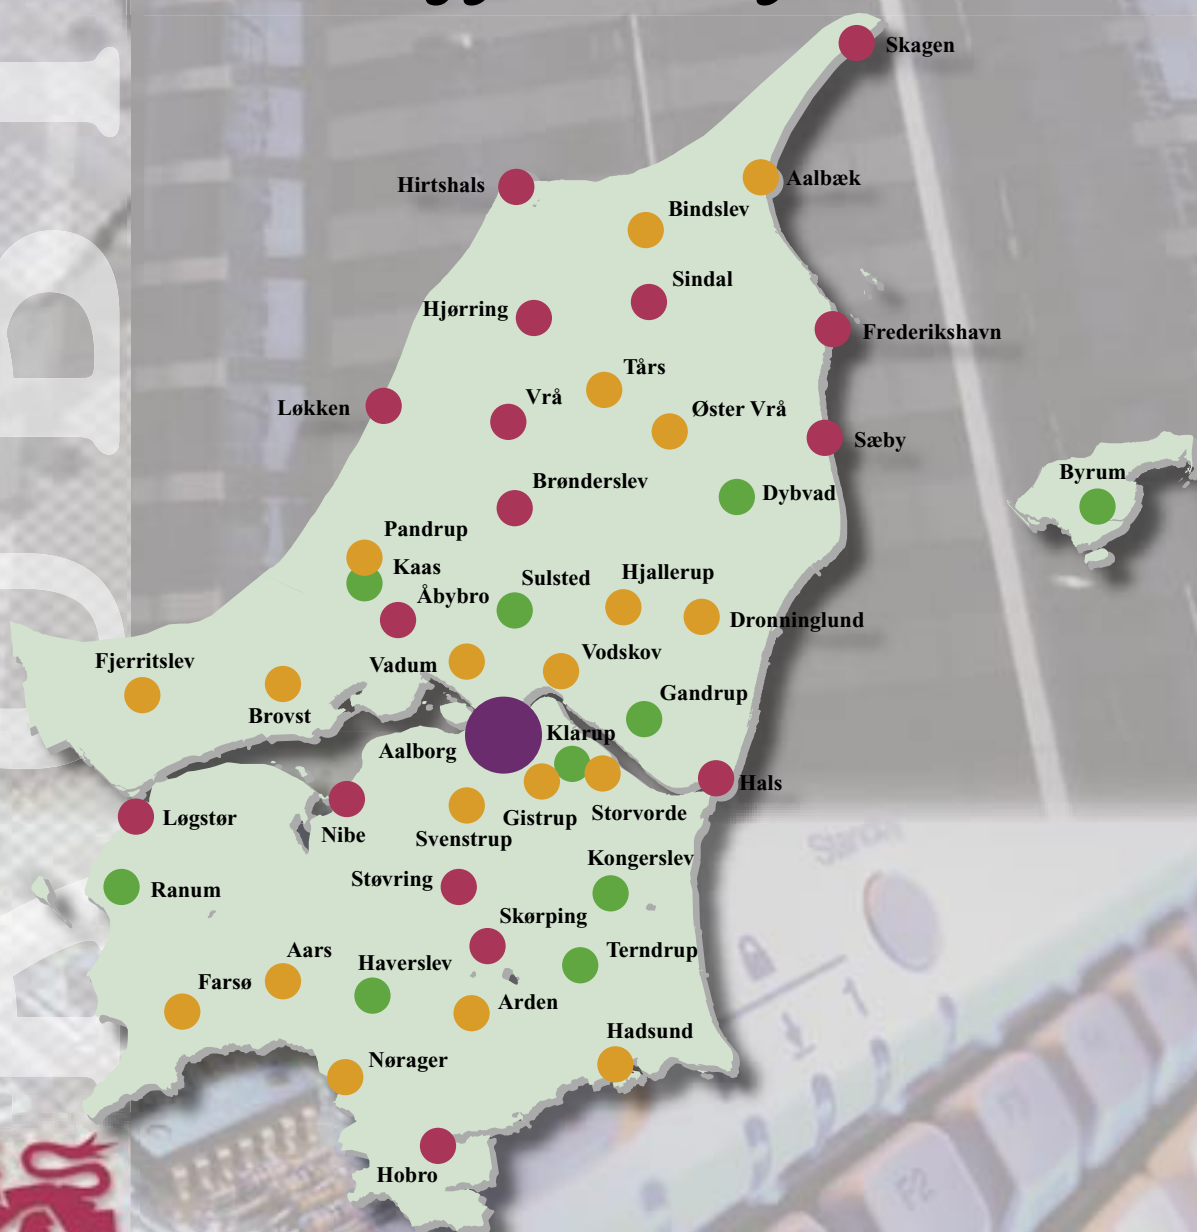 Skagen
Aalbæk
Hirtshals
Bindslev
Sindal
Hjørring
Frederikshavn
Tårs
Vrå
Løkken
Øster Vrå
Sæby
Byrum
Brønderslev
Dybvad
Pandrup
Kaas
Hjallerup
Sulsted
Åbybro
Dronninglund
Vodskov
Fjerritslev
Vadum
Gandrup
Brovst
Klarup
Aalborg
Hals
Løgstør
Gistrup
Storvorde
Nibe
Svenstrup
Kongerslev
Støvring
Ranum
Skørping
Aars
Terndrup
Haverslev
Farsø
Arden
Hadsund
Nørager
Hobro